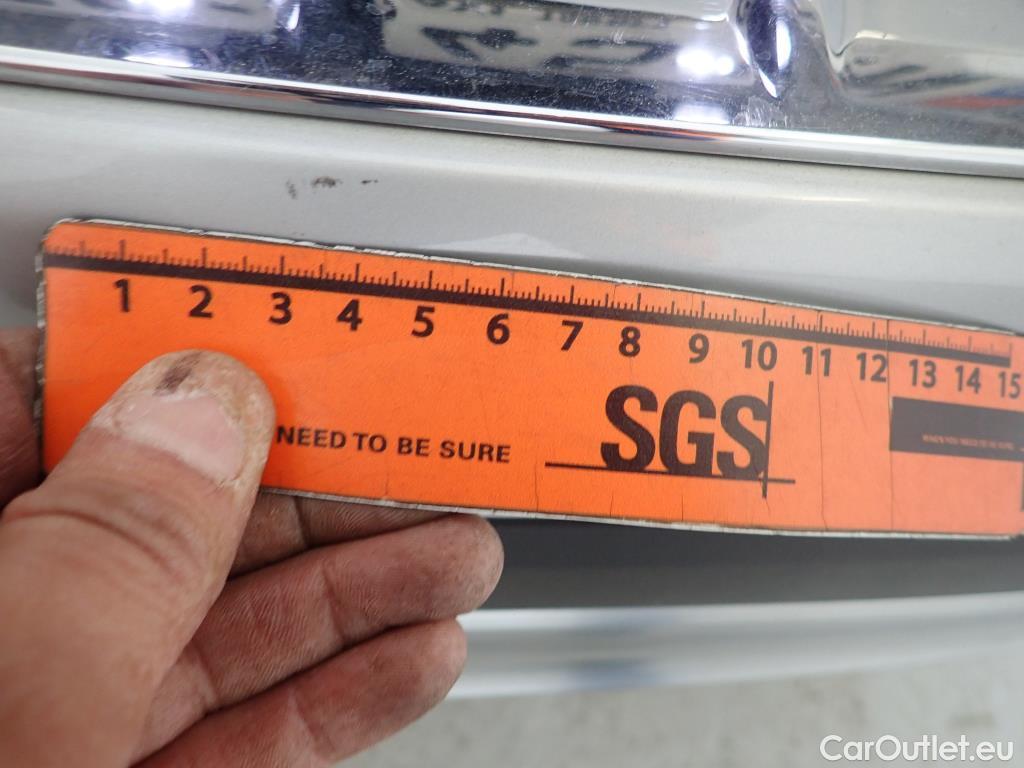 1 2 3 4 5 6 7 8 9 10 11 12 13 14 15
NEED TO BE SURE
SGS
CarOutlet.eu